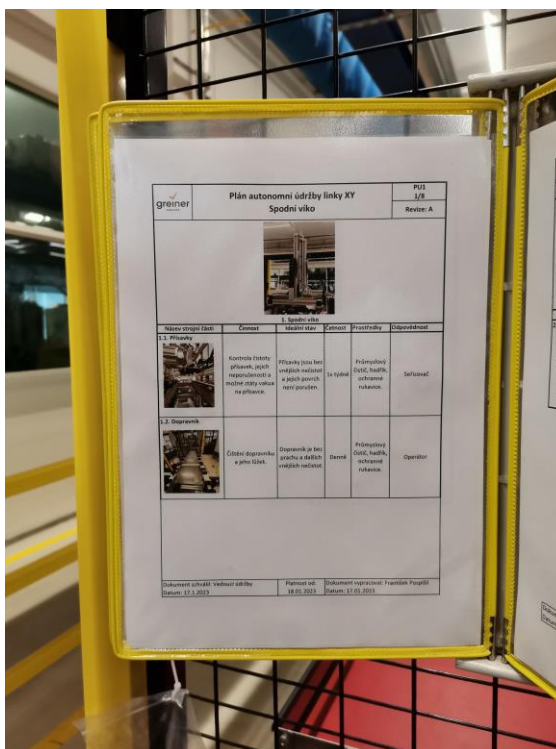 greiner
Plán autonomní údržby linky XY
Spodní víko
PU1
1/8
Revize: A
1. Spodní víko
Název strojní části Činnost Ideální stav Četnost Prostředky Odpovědnost
1.1. Přísavky
Kontrola čistoty
přísavek, jejich
neporušenosti a
možné ztáty vakua
na přísavce.
Přísavky jsou bez
vnějších nečistot
a jejich povrch
není porušen.
1x týdně
Průmyslový
čistič, hadřík,
ochranné
rukavice.
Seřizovač
1.2. Dopravník
Čištění dopravníku
a jeho lůžek.
Dopravník je bez
prachu a dalších
vnějších nečistot.
Denně
Průmyslový
čistič, hadřík,
ochranné
rukavice.
Operátor
Dokument schválil: Vedoucí údržby
Datum: 17.1.2023
Platnost od:
18.01.2023
Dokument vypracoval: František Pospíšil
Datum: 17.01.2023